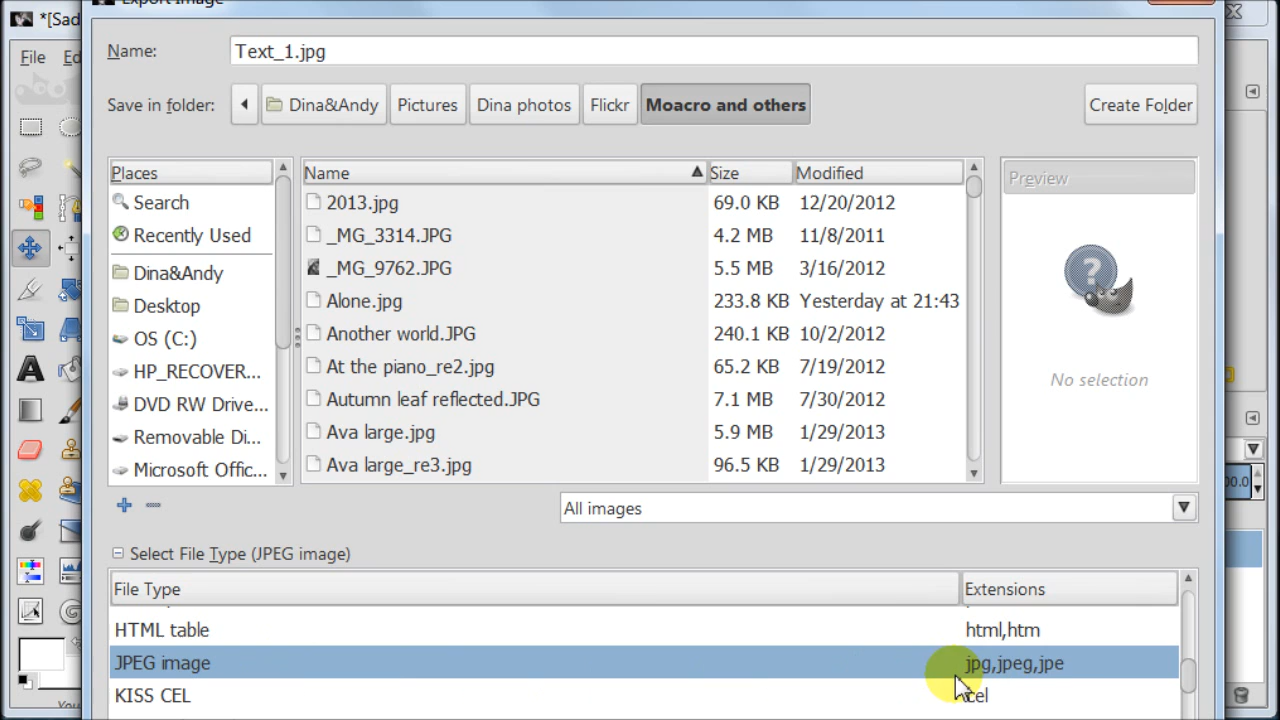 Export Image
*[Sad
File Ed
Name: Text_1.jpg
Save in folder: Dina&Andy Pictures Dina photos Flickr Moacro and others Create Folder
Places Name Size Modified Preview
Search 2013.jpg 69.0 KB 12/20/2012
Recently Used _MG_3314.JPG 4.2 MB 11/8/2011
Dina&Andy _MG_9762.JPG 5.5 MB 3/16/2012
Desktop Alone.jpg 233.8 KB Yesterday at 21:43
OS (C:) Another world.JPG 240.1 KB 10/2/2012
HP_RECOVER... At the piano_re2.jpg 65.2 KB 7/19/2012
No selection
DVD RW Drive... Autumn leaf reflected.JPG 7.1 MB 7/30/2012
Removable Di... Ava large.jpg 5.9 MB 1/29/2013
Microsoft Offic... Ava large_re3.jpg 96.5 KB 1/29/2013
00.0
All images
Select File Type (JPEG image)
File Type Extensions
HTML table html,htm
JPEG image jpg,jpeg,jpe
KISS CEL cel
You